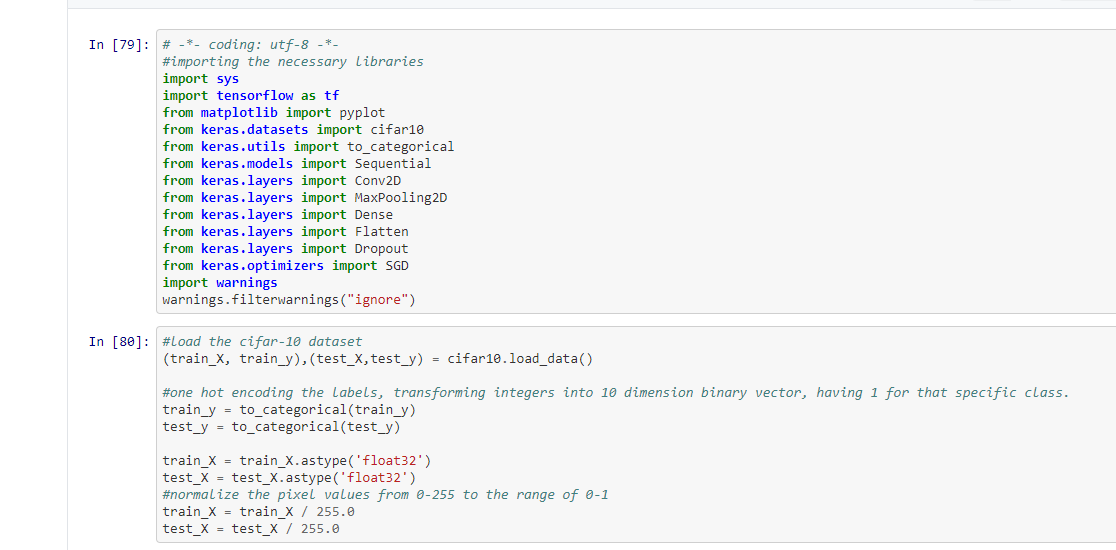 In [79]: # -*- coding: utf-8 -*-
#importing the necessary libraries
import sys
import tensorflow as tf
from matplotlib import pyplot
from keras.datasets import cifar10
from keras.utils import to_categorical
from keras.models import Sequential
from keras.layers import Conv2D
from keras.layers import MaxPooling2D
from keras.layers import Dense
from keras.layers import Flatten
from keras.layers import Dropout
from keras.optimizers import SGD
import warnings
warnings.filterwarnings("ignore")
In [80]: #load the cifar-10 dataset
(train_X, train_y),(test_X,test_y) = cifar10.load_data()
#one hot encoding the labels, transforming integers into 10 dimension binary vector, having 1 for that specific class.
train_y = to_categorical(train_y)
test_y = to_categorical(test_y)
train_X = train_X.astype('float32')
test_X = test_X.astype('float32')
#normalize the pixel values from 0-255 to the range of 0-1
train_X = train_X / 255.0
test_X = test_X / 255.0